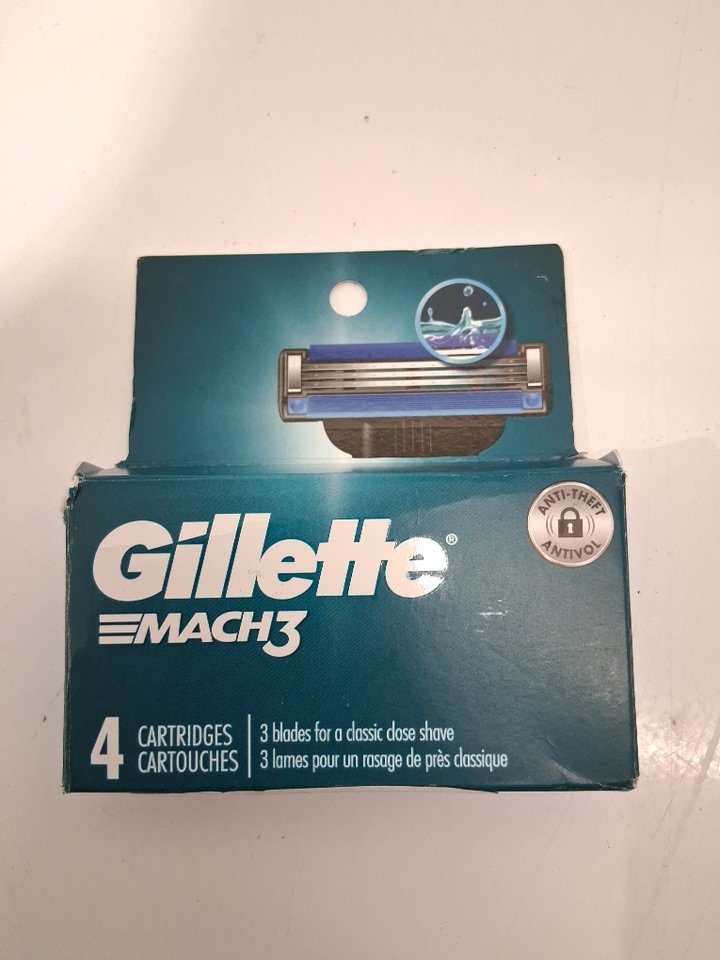 ANTI-THEFT
ANTIVOL
Gillette®
MACH3
4 CARTRIDGES
CARTOUCHES
3 blades for a classic close shave
3 lames pour un rasage de près classique